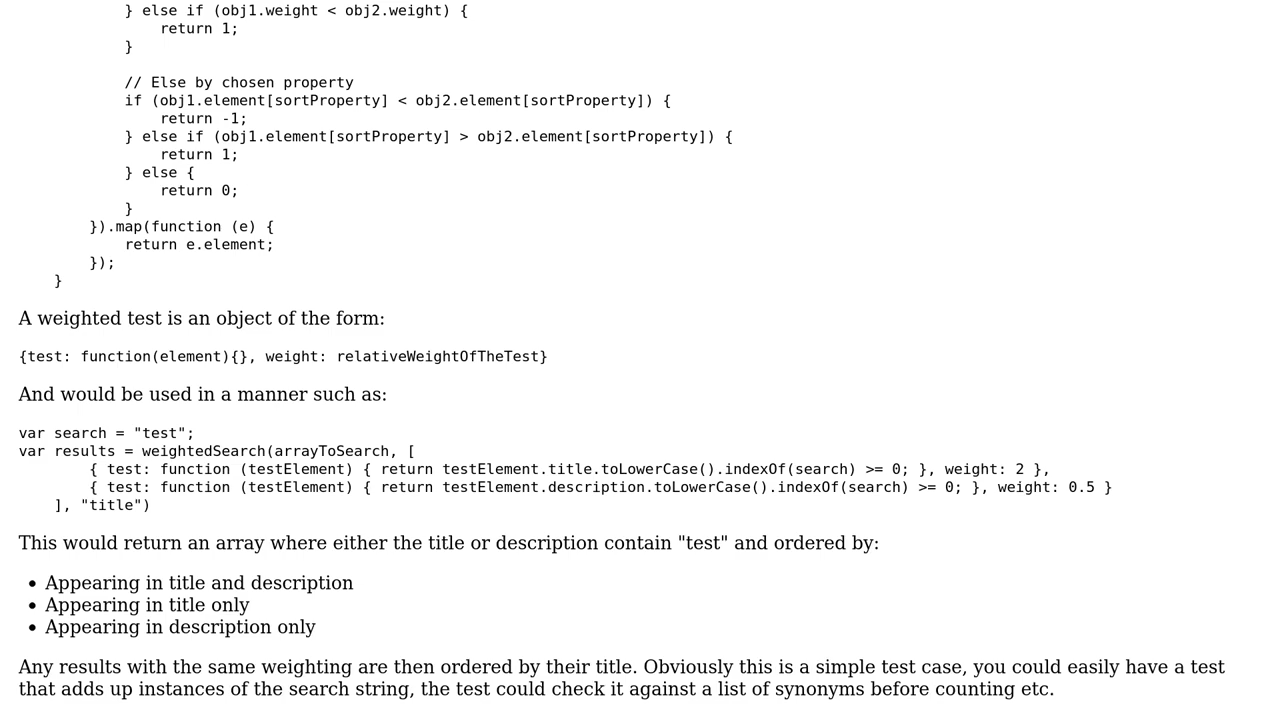 } else if (obj1.weight < obj2.weight) {
                return 1;
            }

            // Else by chosen property
            if (obj1.element[sortProperty] < obj2.element[sortProperty]) {
                return -1;
            } else if (obj1.element[sortProperty] > obj2.element[sortProperty]) {
                return 1;
            } else {
                return 0;
            }
        }).map(function (e) {
            return e.element;
        });
    }
A weighted test is an object of the form:
{test: function(element){}, weight: relativeWeightOfTheTest}
And would be used in a manner such as:
var search = "test";
var results = weightedSearch(arrayToSearch, [
        { test: function (testElement) { return testElement.title.toLowerCase().indexOf(search) >= 0; }, weight: 2 },
        { test: function (testElement) { return testElement.description.toLowerCase().indexOf(search) >= 0; }, weight: 0.5 }
    ], "title")
This would return an array where either the title or description contain "test" and ordered by:
• Appearing in title and description
• Appearing in title only
• Appearing in description only
Any results with the same weighting are then ordered by their title. Obviously this is a simple test case, you could easily have a test
that adds up instances of the search string, the test could check it against a list of synonyms before counting etc.